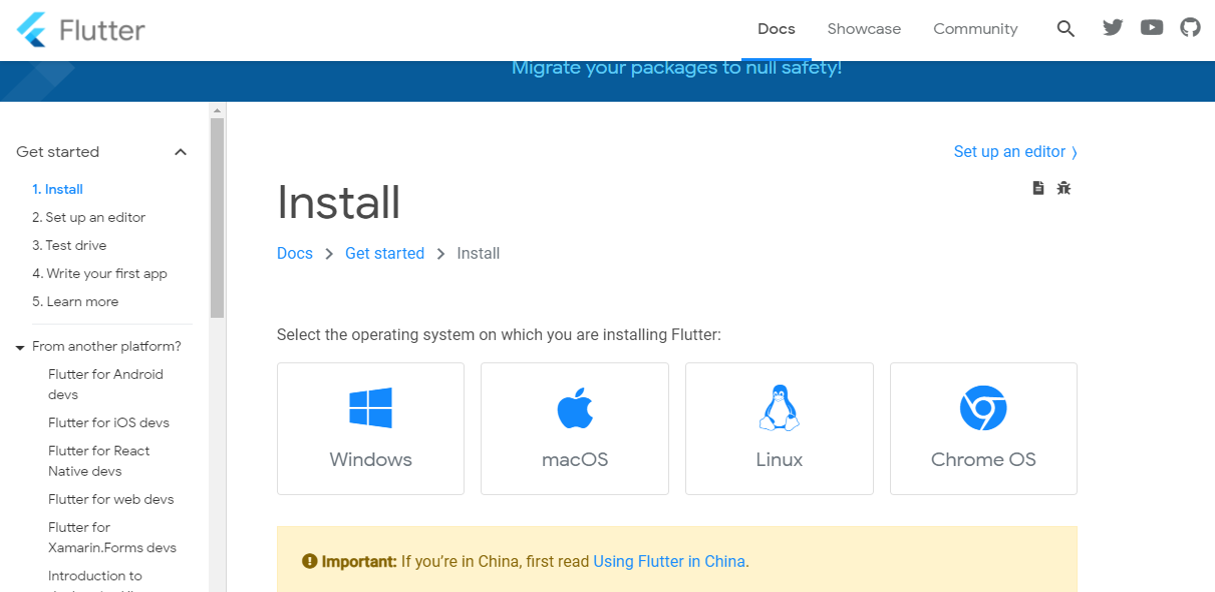 Flutter
Docs
Showcase
Community
Migrate your packages to null safety!
Get started
1. Install
2. Set up an editor
3. Test drive
4. Write your first app
5. Learn more
From another platform?
Flutter for Android
devs
Flutter for iOS devs
Flutter for React
Native devs
Flutter for web devs
Flutter for
Xamarin.Forms devs
Introduction to
Set up an editor ⟩
Install
Docs > Get started > Install
Select the operating system on which you are installing Flutter:
Windows
macOS
Linux
Chrome OS
Important: If you’re in China, first read Using Flutter in China.